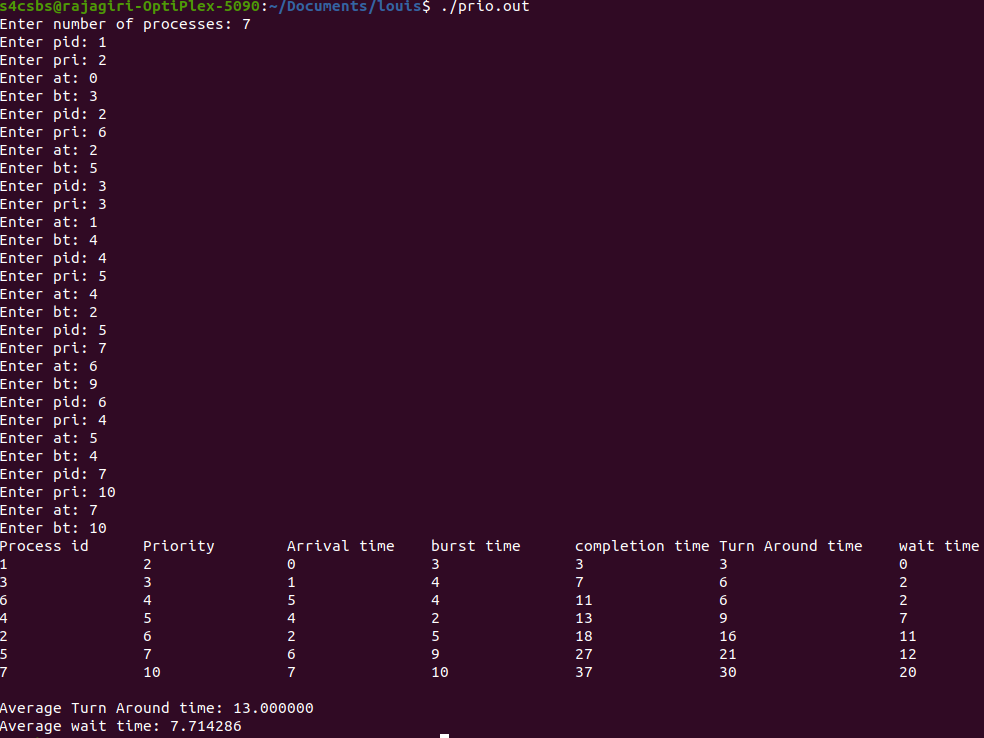 s4csbs@rajagiri-OptiPlex-5090:~/Documents/louis$ ./prio.out
Enter number of processes: 7
Enter pid: 1
Enter pri: 2
Enter at: 0
Enter bt: 3
Enter pid: 2
Enter pri: 6
Enter at: 2
Enter bt: 5
Enter pid: 3
Enter pri: 3
Enter at: 1
Enter bt: 4
Enter pid: 4
Enter pri: 5
Enter at: 4
Enter bt: 2
Enter pid: 5
Enter pri: 7
Enter at: 6
Enter bt: 9
Enter pid: 6
Enter pri: 4
Enter at: 5
Enter bt: 4
Enter pid: 7
Enter pri: 10
Enter at: 7
Enter bt: 10
Process id      Priority        Arrival time    burst time      completion time Turn Around time    wait time
1               2               0               3               3               3                   0
3               3               1               4               7               6                   2
6               4               5               4               11              6                   2
4               5               4               2               13              9                   7
2               6               2               5               18              16                  11
5               7               6               9               27              21                  12
7               10              7               10              37              30                  20
Average Turn Around time: 13.000000
Average wait time: 7.714286